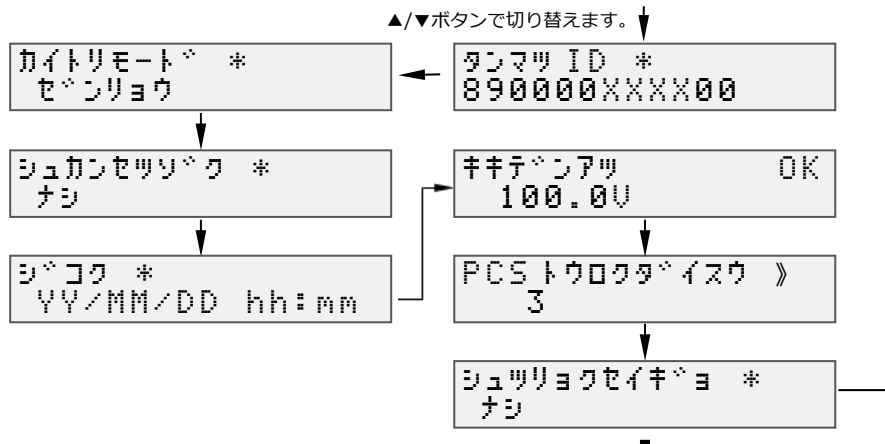 ▲/▼ボタンで切り替えます。
タンマツ ID *
890000XXXX00
カイトリモード *
ゼンリョウ
シュカンセツゾク *
ナシ
ジコク *
YY/MM/DD hh:mm
キキデンアツ OK
100.0V
PCSトウロクダイスウ 》
3
シュツリョクセイギョ *
ナシ